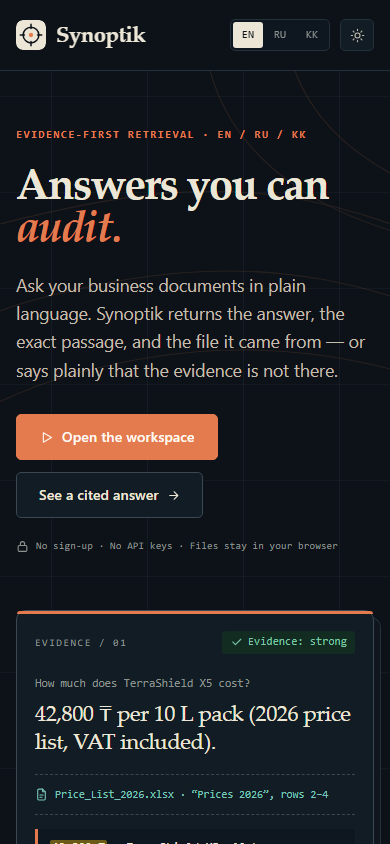 Synoptik
EN RU KK
EVIDENCE-FIRST RETRIEVAL · EN / RU / KK
Answers you can
audit.
Ask your business documents in plain
language. Synoptik returns the answer, the
exact passage, and the file it came from — or
says plainly that the evidence is not there.
Open the workspace
See a cited answer →
No sign-up · No API keys · Files stay in your browser
EVIDENCE / 01
Evidence: strong
How much does TerraShield X5 cost?
42,800 ₸ per 10 L pack (2026 price
list, VAT included).
Price_List_2026.xlsx · “Prices 2026”, rows 2–4